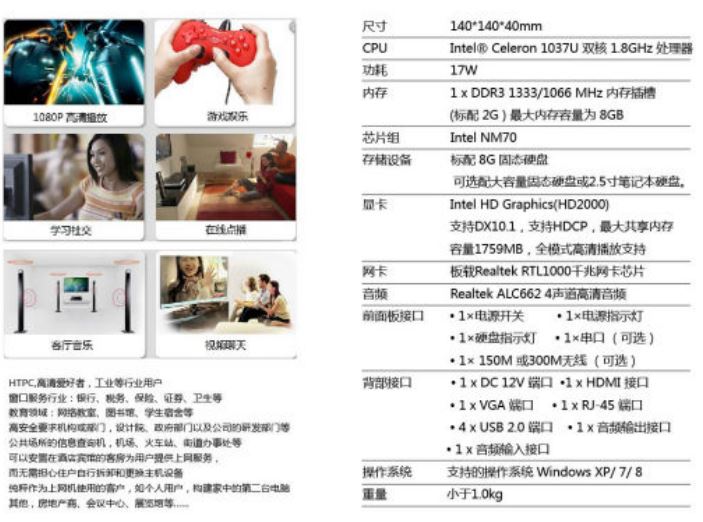 1080P 高清播放
游戏娱乐
学习社交
在线点播
客厅音乐
视频聊天
HTPC,高清爱好者，工业等行业用户
窗口服务行业：银行、税务、保险、证券、卫生等
教育领域：网络教室、图书馆、学生宿舍等
高安全要求机构或部门，设计院、政府部门以及公司的研发部门等
公共场所的信息查询机，机场、火车站、街道办事处等
可以安置在酒店宾馆的客房为用户提供上网服务，
而无需担心住户自行拆卸和更换主机设备
纯粹作为上网机使用的客户，如个人用户，构建家中的第二台电脑
其他，房地产商、会议中心、展览馆等......
尺寸 140*140*40mm
CPU Intel® Celeron 1037U 双核 1.8GHz 处理器
功耗 17W
内存 1 x DDR3 1333/1066 MHz 内存插槽
(标配 2G ) 最大内存容量为 8GB
芯片组 Intel NM70
存储设备 标配 8G 固态硬盘
可选配大容量固态硬盘或2.5寸笔记本硬盘。
显卡 Intel HD Graphics(HD2000)
支持DX10.1，支持HDCP，最大共享内存
容量1759MB，全模式高清播放支持
网卡 板载Realtek RTL1000千兆网卡芯片
音频 Realtek ALC662 4声道高清音频
前面板接口 • 1×电源开关 • 1×电源指示灯
• 1×硬盘指示灯 • 1×串口（可选）
• 1× 150M 或300M无线（可选）
背部接口 • 1 x DC 12V 端口 •1 x HDMI 接口
• 1 x VGA 端口 • 1 x RJ-45 端口
• 4 x USB 2.0 端口 • 1 x 音频输出接口
• 1 x 音频输入接口
操作系统 支持的操作系统 Windows XP/ 7/ 8
重量 小于1.0kg